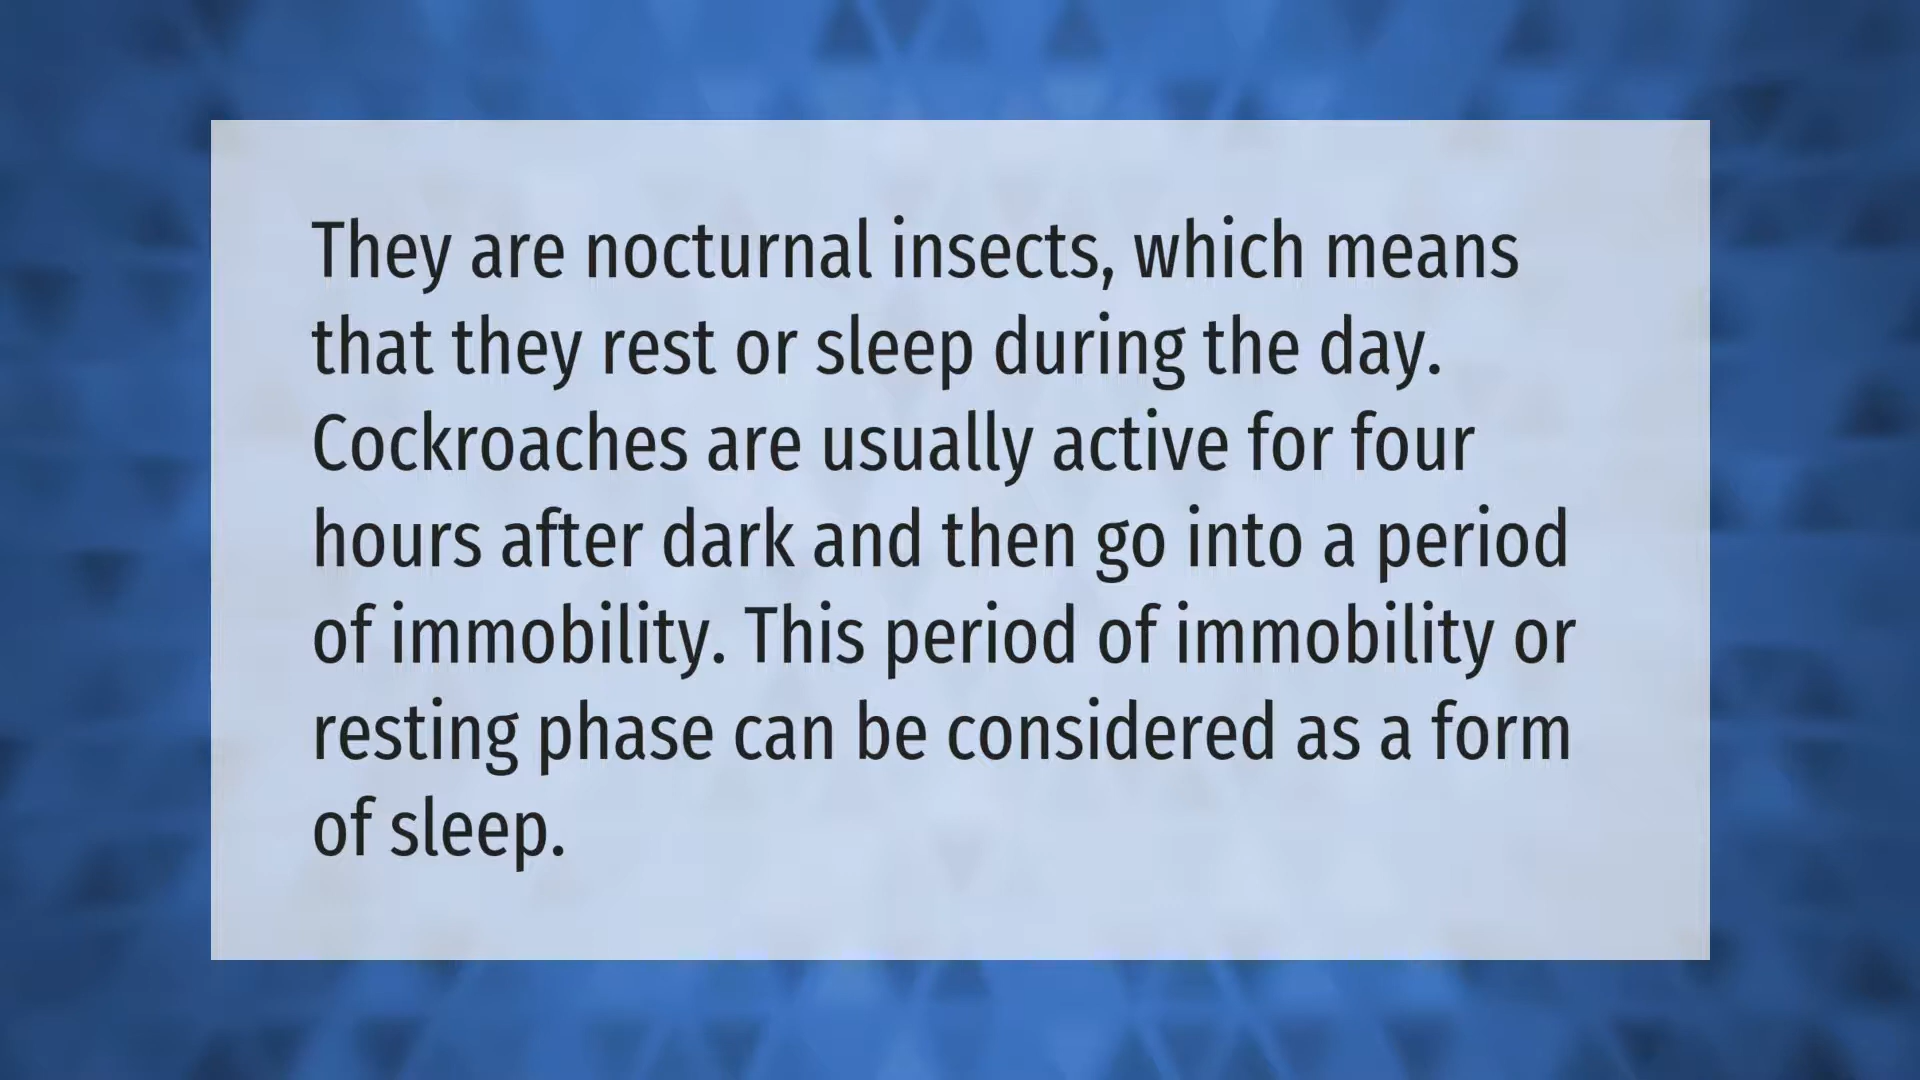 They are nocturnal insects, which means
that they rest or sleep during the day.
Cockroaches are usually active for four
hours after dark and then go into a period
of immobility. This period of immobility or
resting phase can be considered as a form
of sleep.